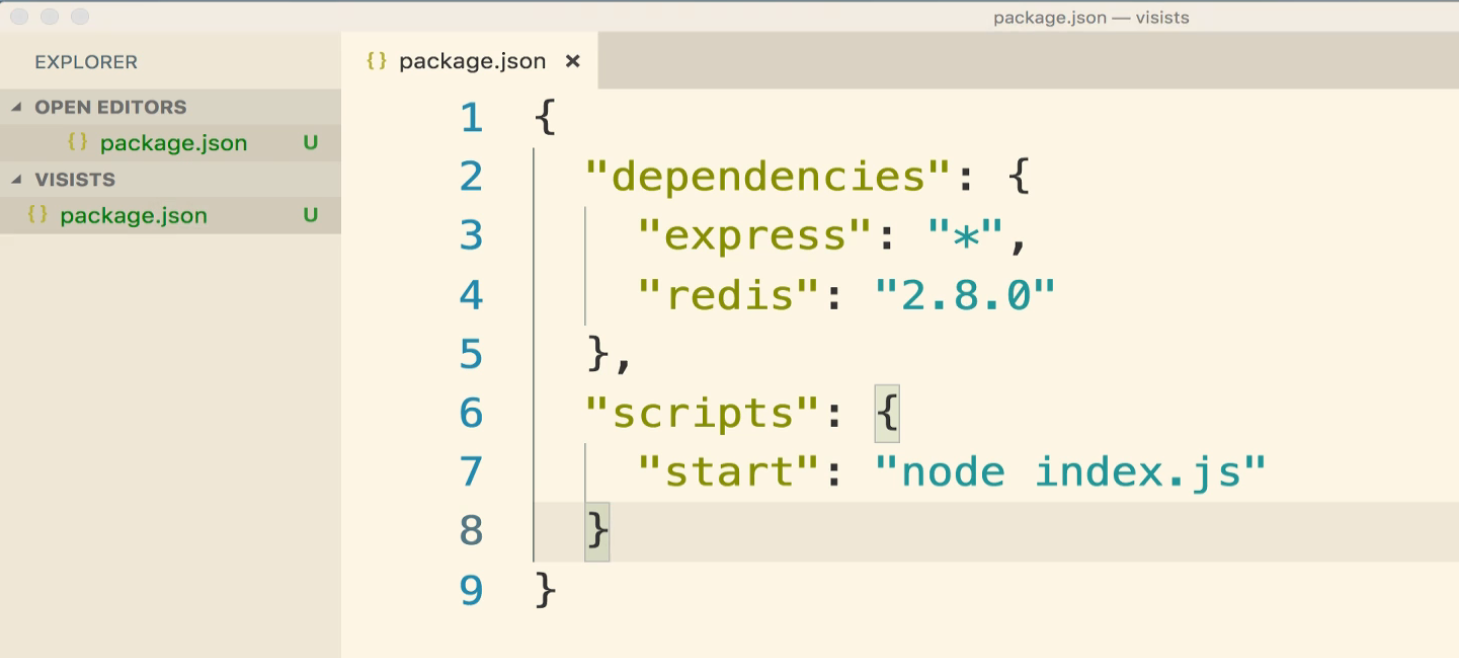 package.json — visists
EXPLORER
OPEN EDITORS
{} package.json U
VISISTS
{} package.json U
{} package.json ×
1 {
2   "dependencies": {
3     "express": "*",
4     "redis": "2.8.0"
5   },
6   "scripts": {
7     "start": "node index.js"
8   }
9 }